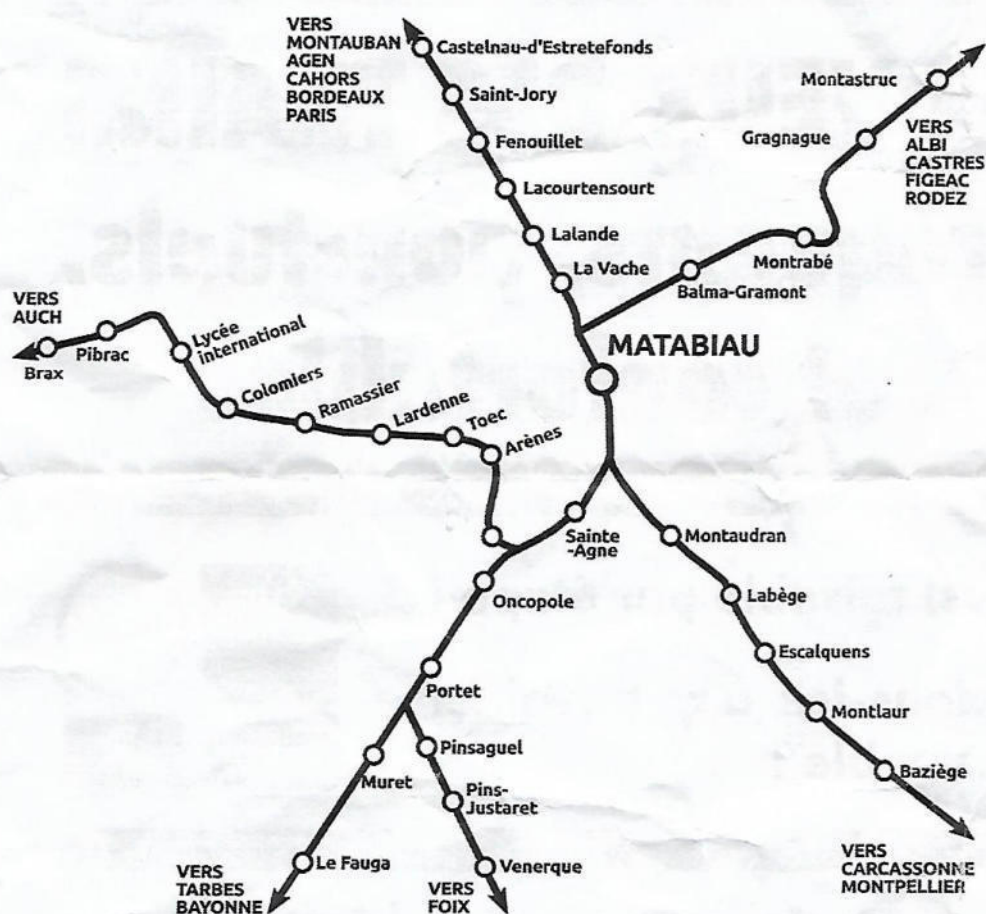 VERS
MONTAUBAN
AGEN
CAHORS
BORDEAUX
PARIS
Castelnau-d'Estretefonds
Saint-Jory
Fenouillet
Lacourtensourt
Lalande
La Vache
Montastruc
Gragnague
VERS
ALBI
CASTRES
FIGEAC
RODEZ
Montrabé
Balma-Gramont
MATABIAU
VERS
AUCH
Brax
Pibrac
Lycée
international
Colomiers
Ramassier
Lardenne
Toec
Arènes
Sainte
-Agne
Montaudran
Labège
Escalquens
Montlaur
Baziège
VERS
CARCASSONNE
MONTPELLIER
Oncopole
Portet
Muret
Le Fauga
VERS
TARBES
BAYONNE
Pinsaguel
Pins-
Justaret
Venerque
VERS
FOIX